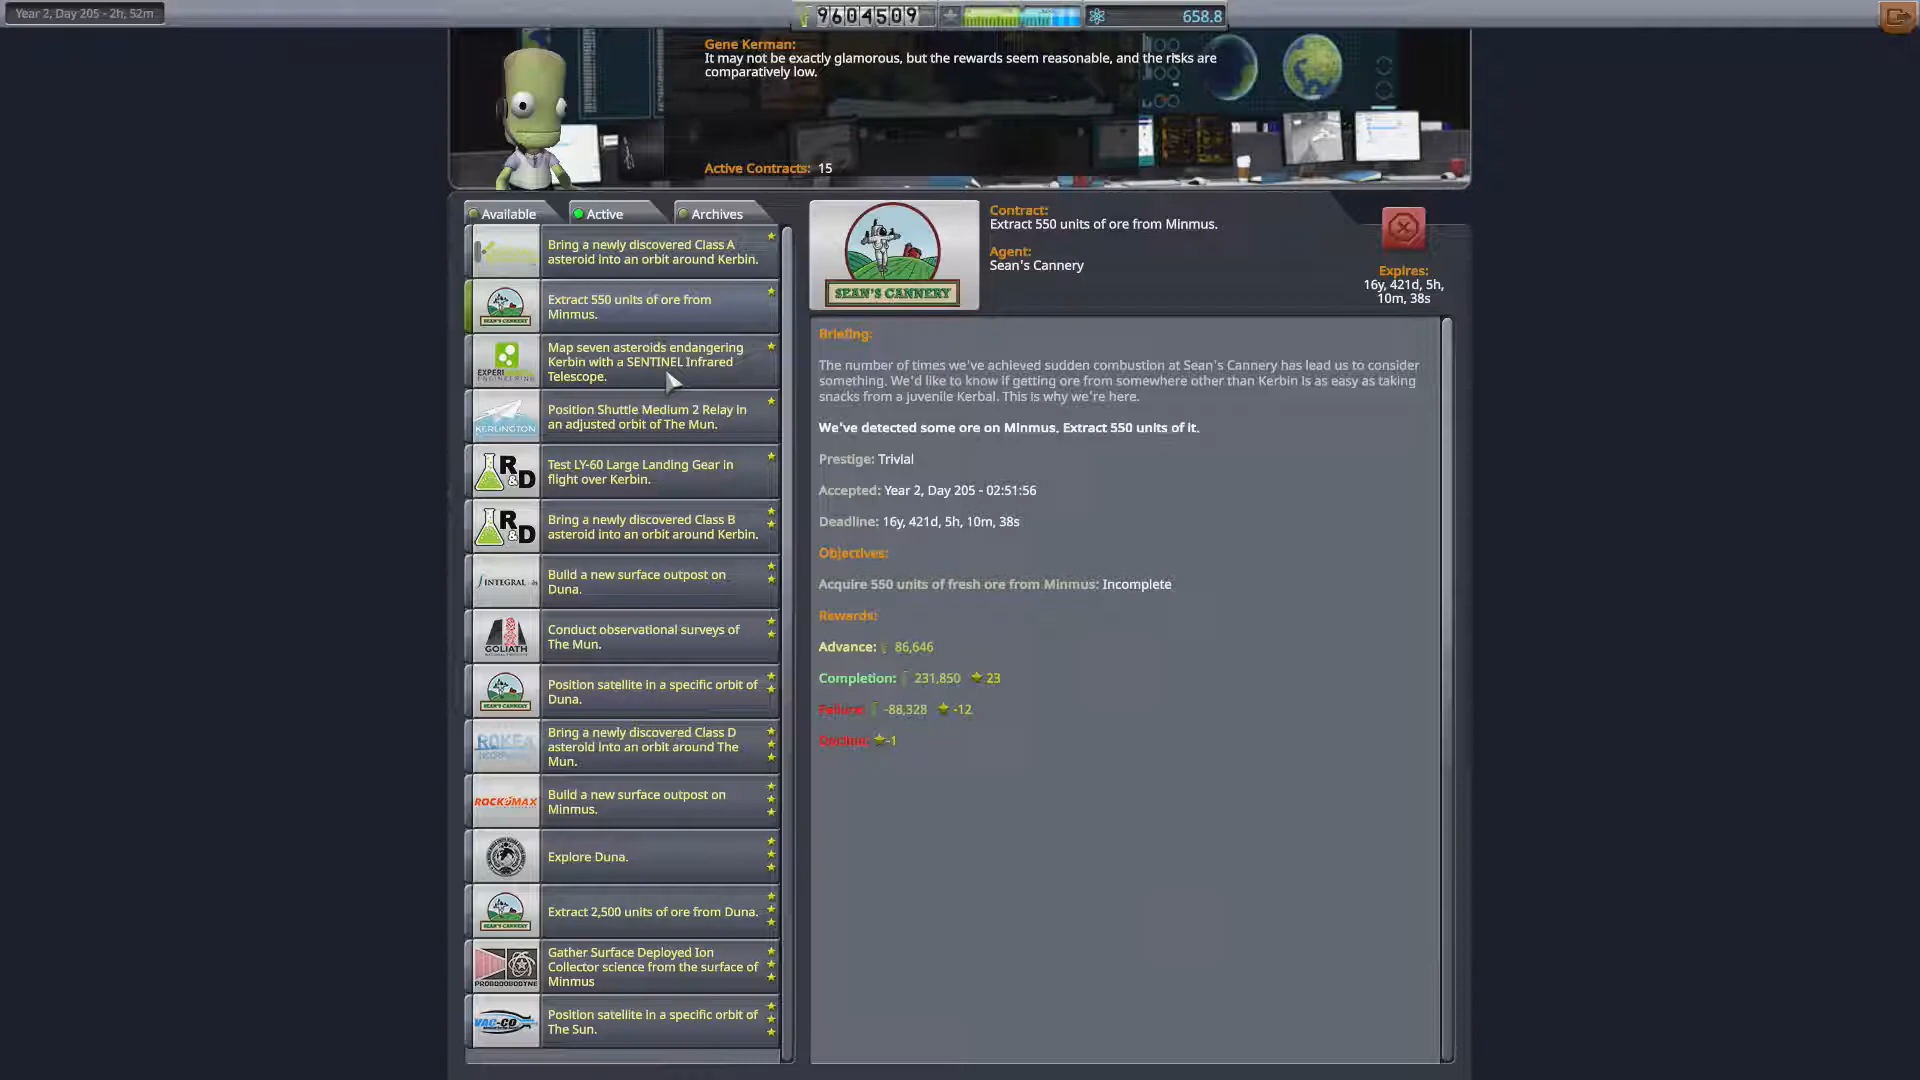 Year 2, Day 205 - 2h, 52m
9604509
658.8
Gene Kerman:
It may not be exactly glamorous, but the rewards seem reasonable, and the risks are
comparatively low.
Active Contracts: 15
Available
Active
Archives
Bring a newly discovered Class A
asteroid into an orbit around Kerbin.
SEAN'S CANNERY
Extract 550 units of ore from
Minmus.
Map seven asteroids endangering
Kerbin with a SENTINEL Infrared
Telescope.
KERLINGTON
Position Shuttle Medium 2 Relay in
an adjusted orbit of The Mun.
R&D
Test LY-60 Large Landing Gear in
flight over Kerbin.
R&D
Bring a newly discovered Class B
asteroid into an orbit around Kerbin.
INTEGRAL
Build a new surface outpost on
Duna.
GOLIATH
Conduct observational surveys of
The Mun.
SEAN'S CANNERY
Position satellite in a specific orbit of
Duna.
Bring a newly discovered Class D
asteroid into an orbit around The
Mun.
ROCKOMAX
Build a new surface outpost on
Minmus.
Explore Duna.
SEAN'S CANNERY
Extract 2,500 units of ore from Duna.
PROBODOBODYNE
Gather Surface Deployed Ion
Collector science from the surface of
Minmus
VAC-CO
Position satellite in a specific orbit of
The Sun.
SEAN'S CANNERY
Contract:
Extract 550 units of ore from Minmus.
Agent:
Sean's Cannery
Expires:
16y, 421d, 5h,
10m, 38s
Briefing:
The number of times we've achieved sudden combustion at Sean's Cannery has lead us to consider
something. We'd like to know if getting ore from somewhere other than Kerbin is as easy as taking
snacks from a juvenile Kerbal. This is why we're here.
We've detected some ore on Minmus. Extract 550 units of it.
Prestige: Trivial
Accepted: Year 2, Day 205 - 02:51:56
Deadline: 16y, 421d, 5h, 10m, 38s
Objectives:
Acquire 550 units of fresh ore from Minmus: Incomplete
Rewards:
Advance: 86,646
Completion: 231,850 23
Failure: -88,328 -12
Decline: -1